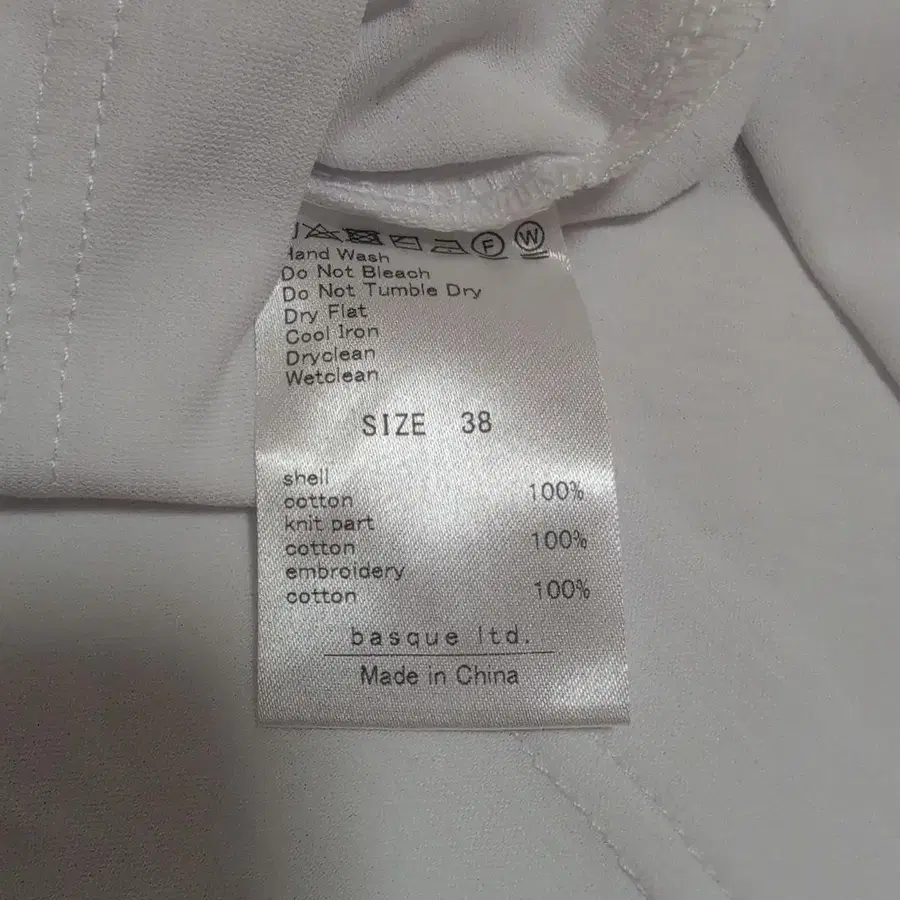 F W
Hand Wash
Do Not Bleach
Do Not Tumble Dry
Dry Flat
Cool Iron
Dryclean
Wetclean
SIZE 38
shell
cotton 100%
knit part
cotton 100%
embroidery
cotton 100%
basque ltd.
Made in China